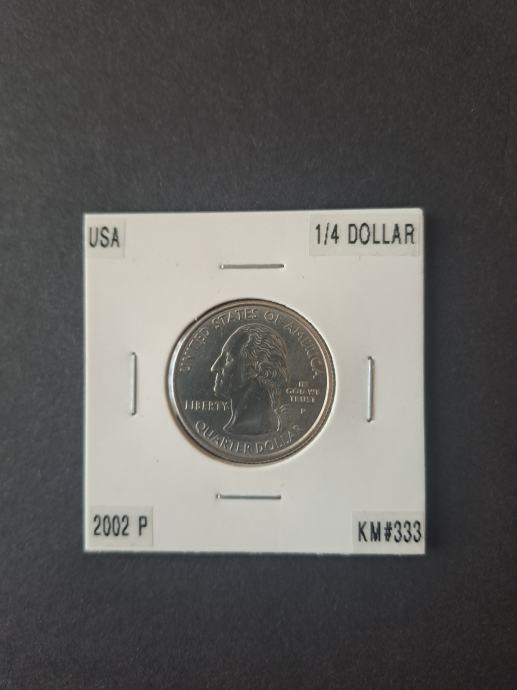 USA
1/4 DOLLAR
UNITED STATES OF AMERICA
LIBERTY
IN
GOD WE
TRUST
P
QUARTER DOLLAR
2002 P
KM#333